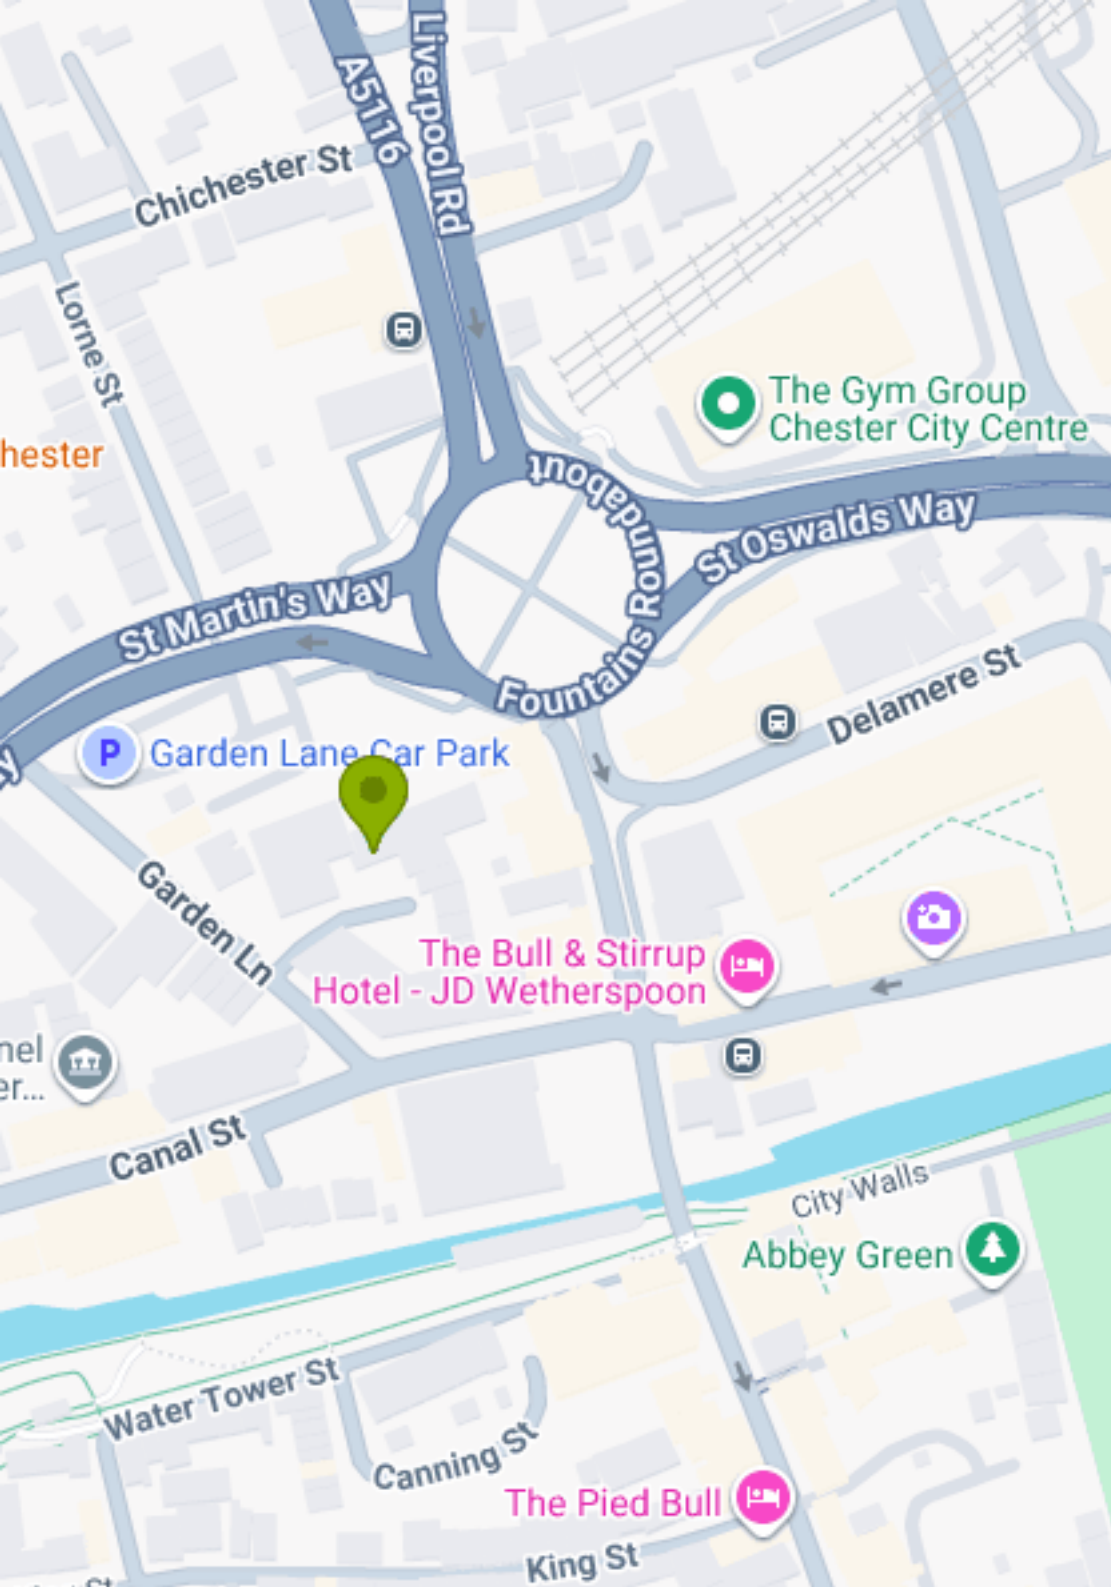 Liverpool Rd
A5116
Chichester St
Lorne St
The Gym Group
Chester City Centre
hester
Fountains Roundabout
St Oswalds Way
St Martin's Way
Delamere St
P
Garden Lane Car Park
Garden Ln
The Bull & Stirrup
Hotel - JD Wetherspoon
nel
er...
Canal St
City Walls
Abbey Green
Water Tower St
Canning St
The Pied Bull
King St